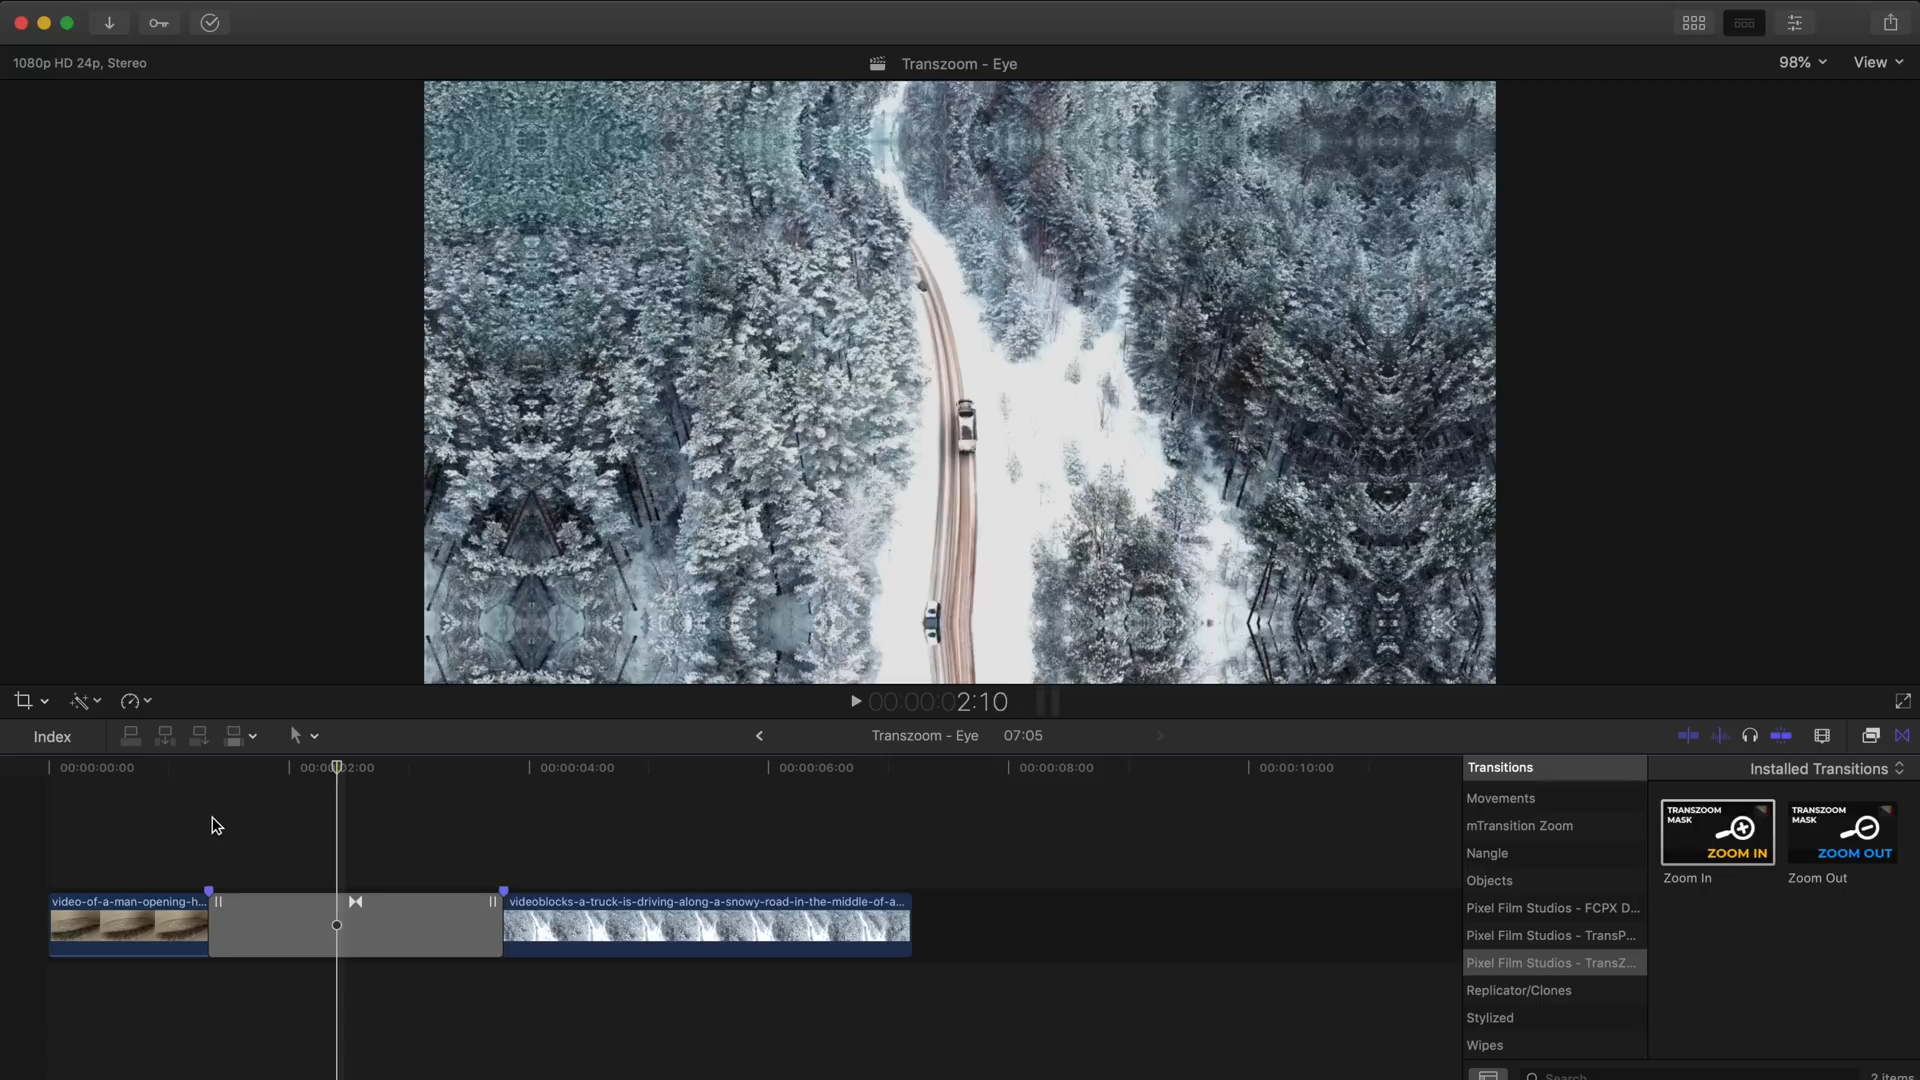 1080p HD 24p, Stereo
Transzoom - Eye
98%
View
00:00:02:10
Index
Transzoom - Eye
07:05
00:00:00:00
00:00:02:00
00:00:04:00
00:00:06:00
00:00:08:00
00:00:10:00
video-of-a-man-opening-h...
videoblocks-a-truck-is-driving-along-a-snowy-road-in-the-middle-of-a...
Transitions
Installed Transitions
Movements
mTransition Zoom
Nangle
Objects
Pixel Film Studios - FCPX D...
Pixel Film Studios - TransP...
Pixel Film Studios - TransZ...
Replicator/Clones
Stylized
Wipes
TRANSZOOM
MASK
ZOOM IN
Zoom In
TRANSZOOM
MASK
ZOOM OUT
Zoom Out
Search
2 items